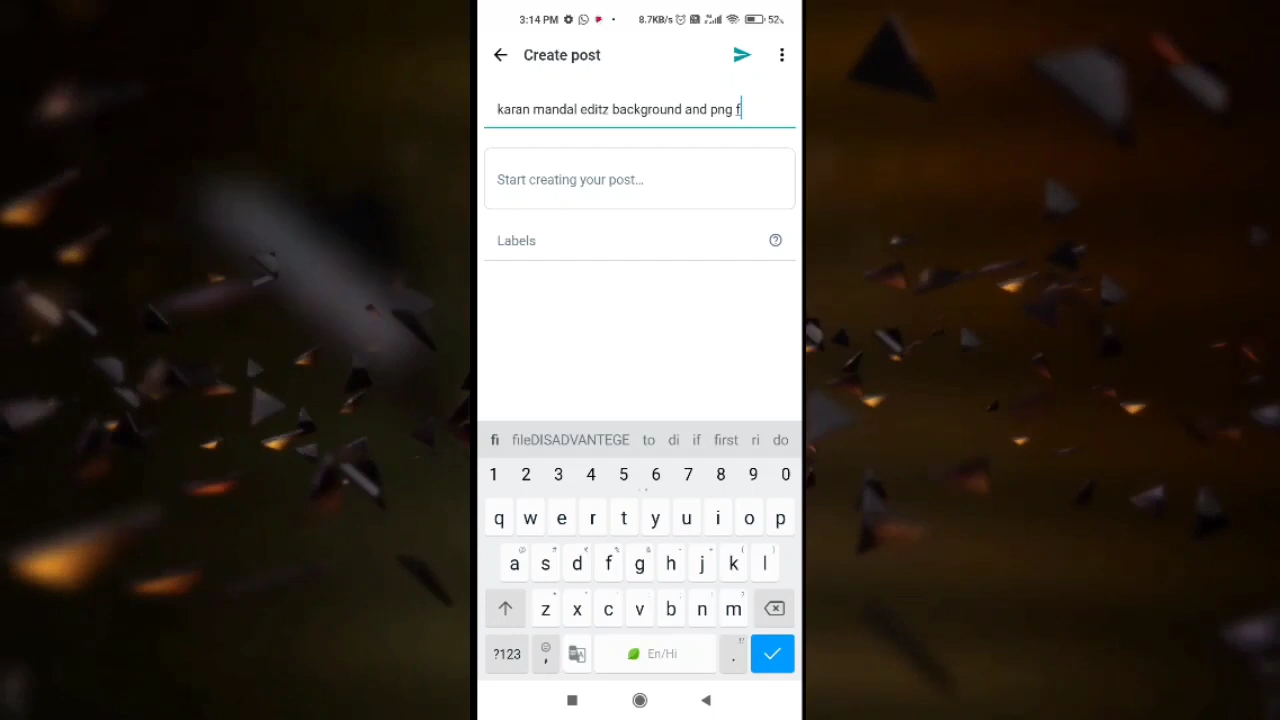 3:14 PM 8.7KB/s 52%
Create post
karan mandal editz background and png f
Start creating your post...
Labels
fi fileDISADVANTEGE to di if first ri do
1 2 3 4 5 6 7 8 9 0
q w e r t y u i o p
a s d f g h j k l
z x c v b n m
?123 , En/Hi .